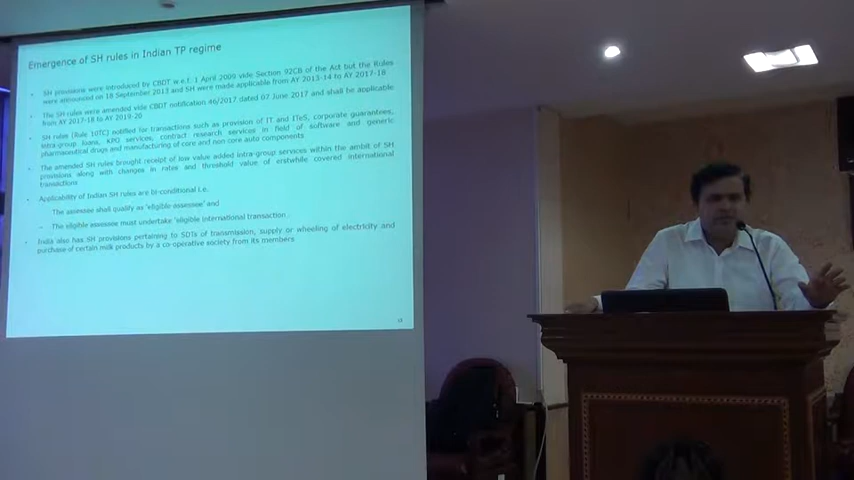 Emergence of SH rules in Indian TP regime
SH provisions were introduced by CBDT w.e.f. 1 April 2009 vide Section 92CB of the Act but the Rules
were announced on 18 September 2013 and SH were made applicable from AY 2013-14 to AY 2017-18
The SH rules were amended vide CBDT notification 46/2017 dated 07 June 2017 and shall be applicable
from AY 2017-18 to AY 2019-20
SH rules (Rule 10TC) notified for transactions such as provision of IT and ITeS, corporate guarantees,
intra-group loans, KPO services, contract research services in field of software and generic
pharmaceutical drugs and manufacturing of core and non core auto components
The amended SH rules brought receipt of low value added intra-group services within the ambit of SH
provisions along with changes in rates and threshold value of erstwhile covered international
transactions
Applicability of Indian SH rules are bi-conditional i.e.
The assessee shall qualify as 'eligible assessee' and
The eligible assessee must undertake 'eligible international transaction'
India also has SH provisions pertaining to SDTs of transmission, supply or wheeling of electricity and
purchase of certain milk products by a co-operative society from its members